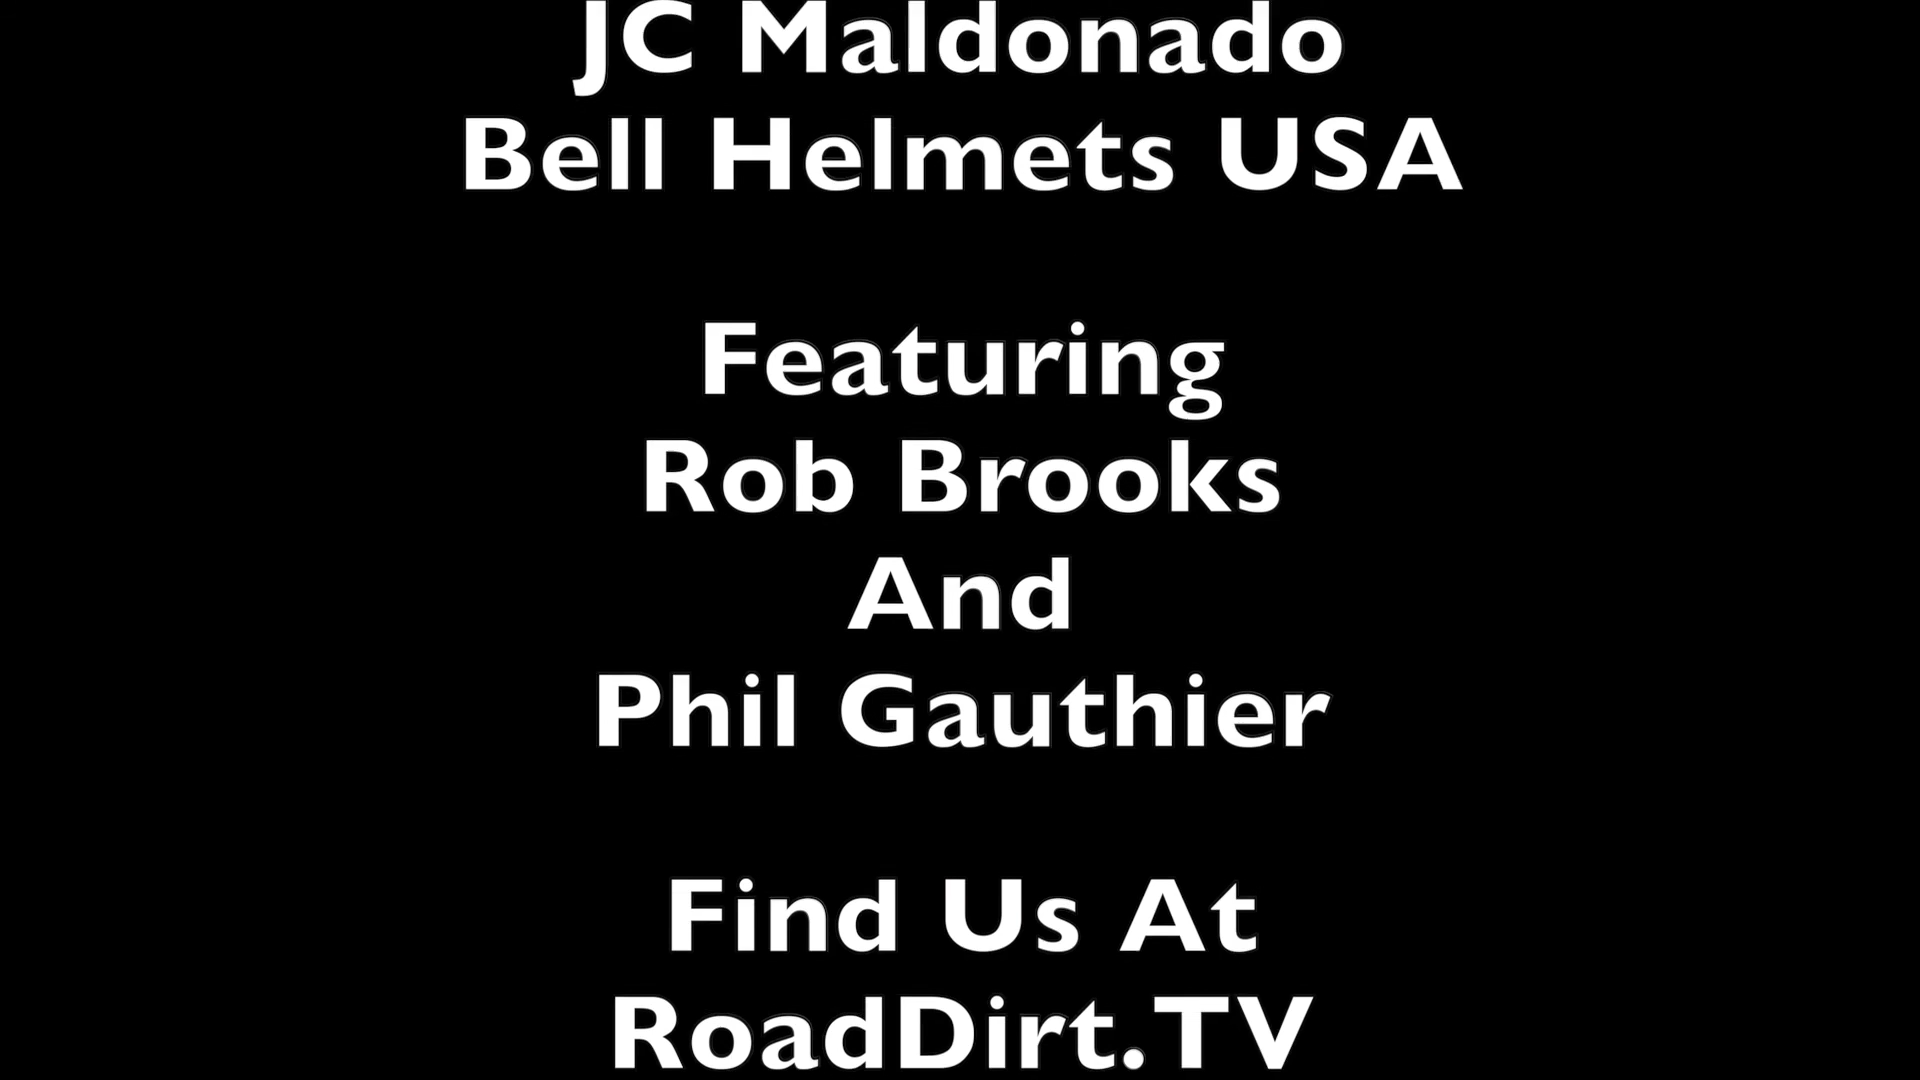 JC Maldonado
Bell Helmets USA
Featuring
Rob Brooks
And
Phil Gauthier
Find Us At
RoadDirt.TV